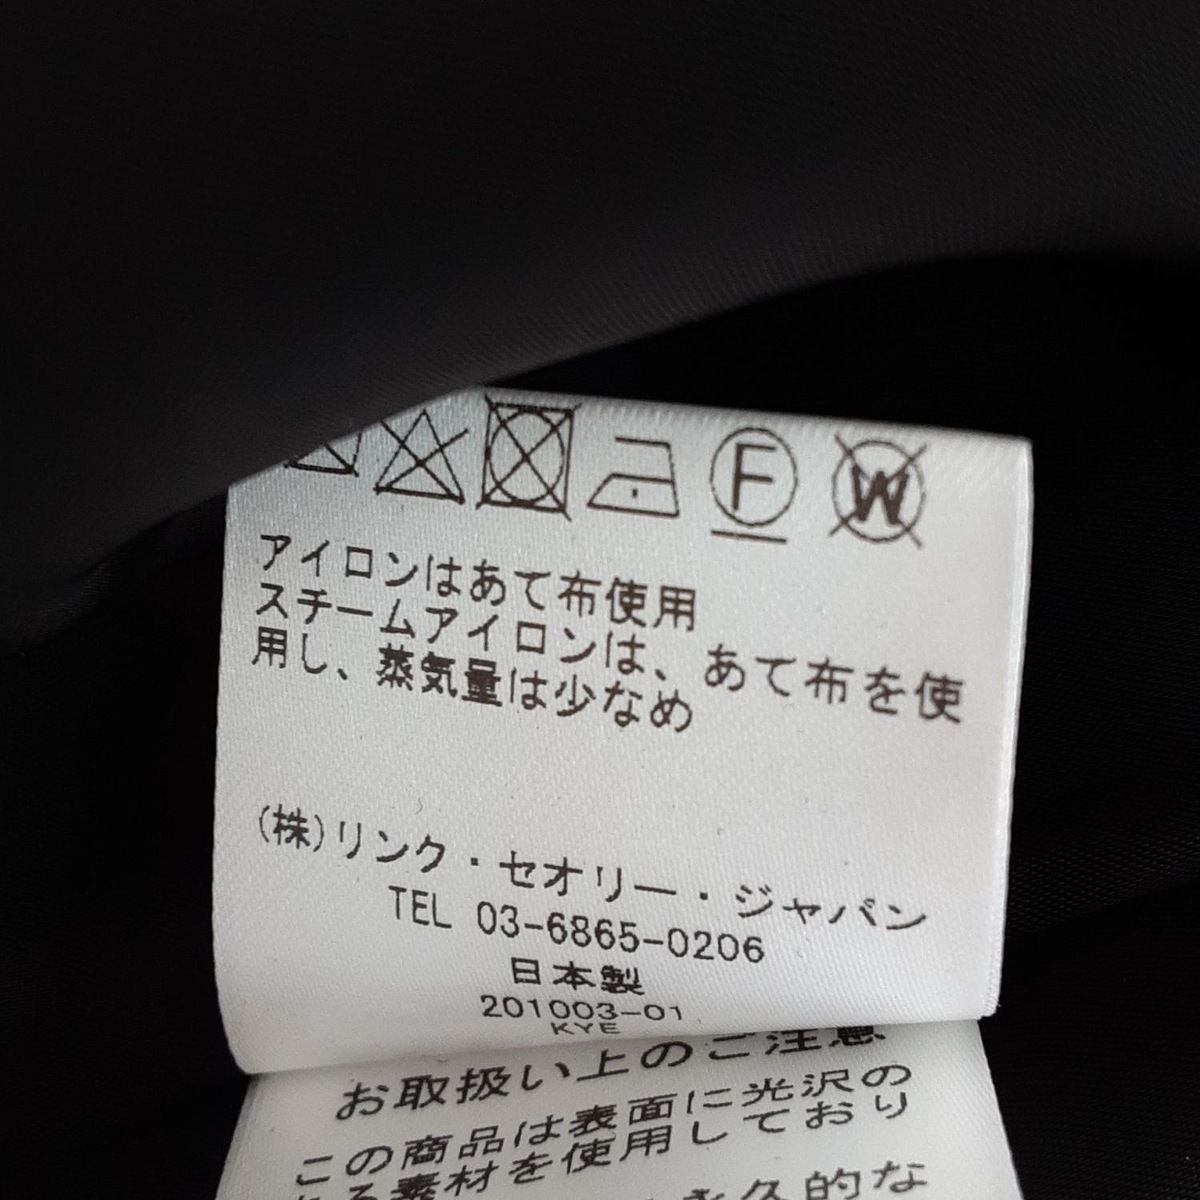 F W
アイロンはあて布使用
スチームアイロンは、あて布を使
用し、蒸気量は少なめ
(株)リンク・セオリー・ジャパン
TEL 03-6865-0206
日本製
201003-01
KYE
お取扱い上のご注意
この商品は表面に光沢の
る素材を使用しており
永久的な